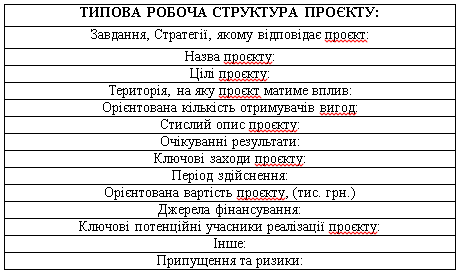 ТИПОВА РОБОЧА СТРУКТУРА ПРОЄКТУ:
Завдання, Стратегії, якому відповідає проєкт:
Назва проєкту:
Цілі проєкту:
Територія, на яку проєкт матиме вплив:
Орієнтована кількість отримувачів вигод:
Стислий опис проєкту:
Очікуванні результати:
Ключові заходи проєкту:
Період здійснення:
Орієнтована вартість проєкту, (тис. грн.)
Джерела фінансування:
Ключові потенційні учасники реалізації проєкту:
Інше:
Припущення та ризики: